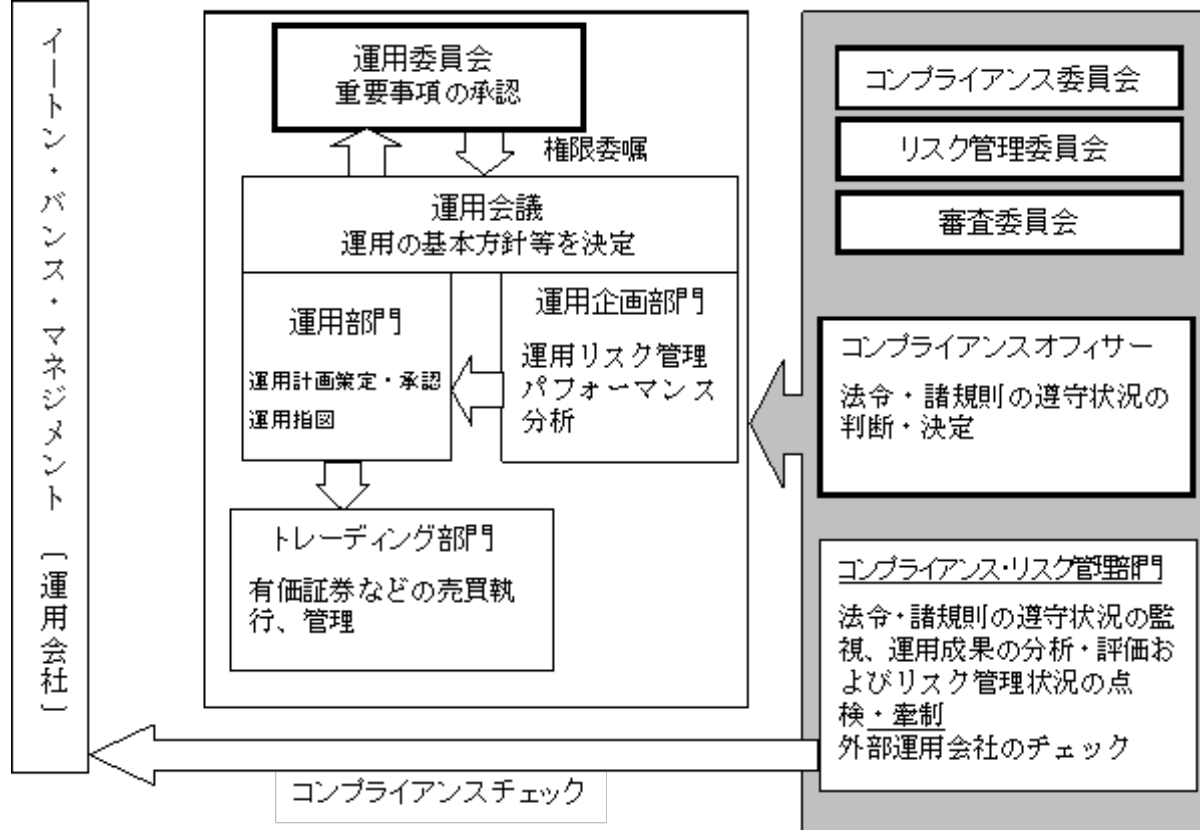 イートン・バンス・マネジメント〔運用会社〕
運用委員会
重要事項の承認
権限委嘱
運用会議
運用の基本方針等を決定
運用部門
運用計画策定・承認
運用指図
運用企画部門
運用リスク管理
パフォーマンス
分析
トレーディング部門
有価証券などの売買執
行、管理
コンプライアンス委員会
リスク管理委員会
審査委員会
コンプライアンスオフィサー
法令・諸規則の遵守状況の
判断・決定
コンプライアンス・リスク管理部門
法令・諸規則の遵守状況の監
視、運用成果の分析・評価お
よびリスク管理状況の点
検・牽制
外部運用会社のチェック
コンプライアンスチェック